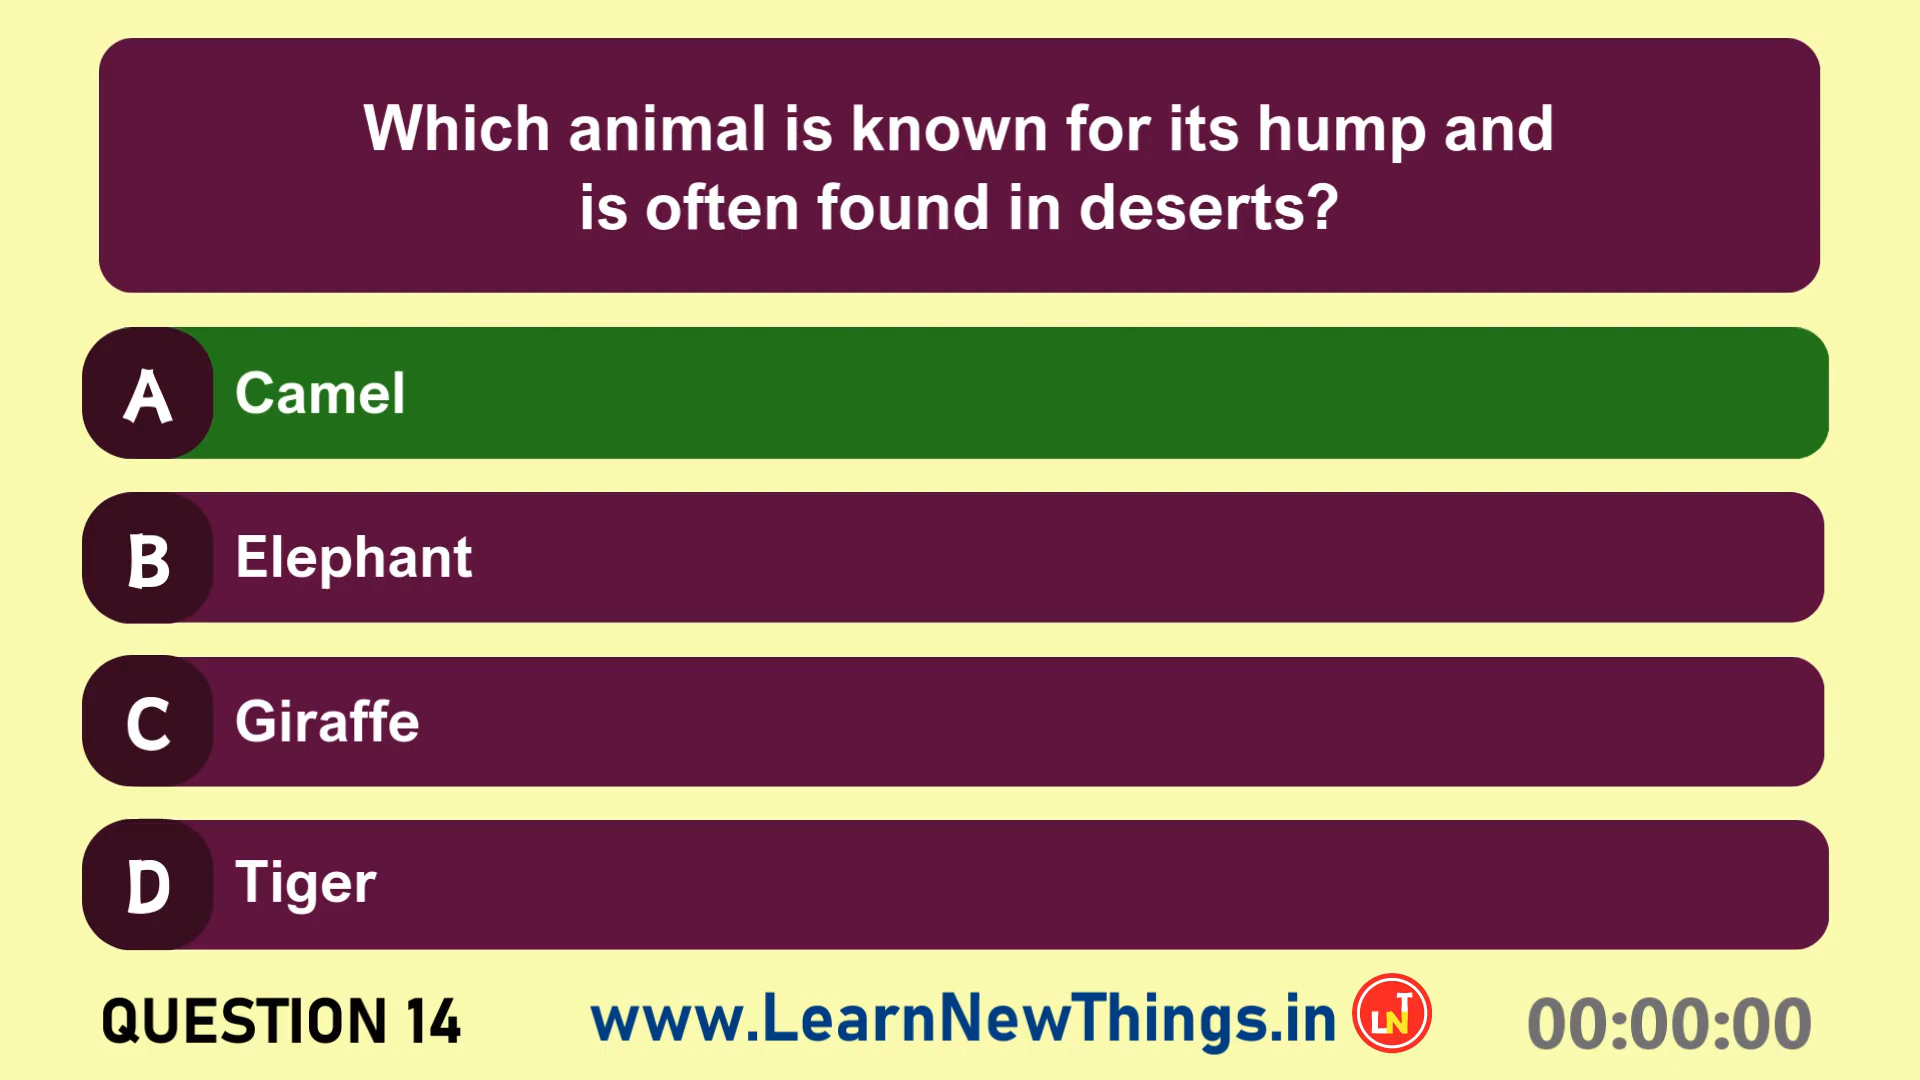 Which animal is known for its hump and
is often found in deserts?
A Camel
B Elephant
C Giraffe
D Tiger
QUESTION 14 www.LearnNewThings.in LNT 00:00:00